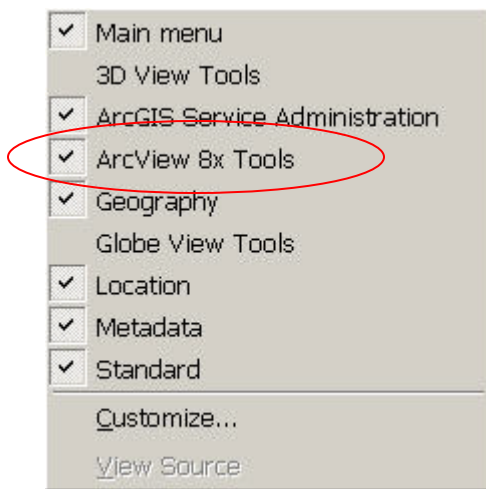 Main menu
3D View Tools
ArcGIS Service Administration
ArcView 8x Tools
Geography
Globe View Tools
Location
Metadata
Standard
Customize...
View Source